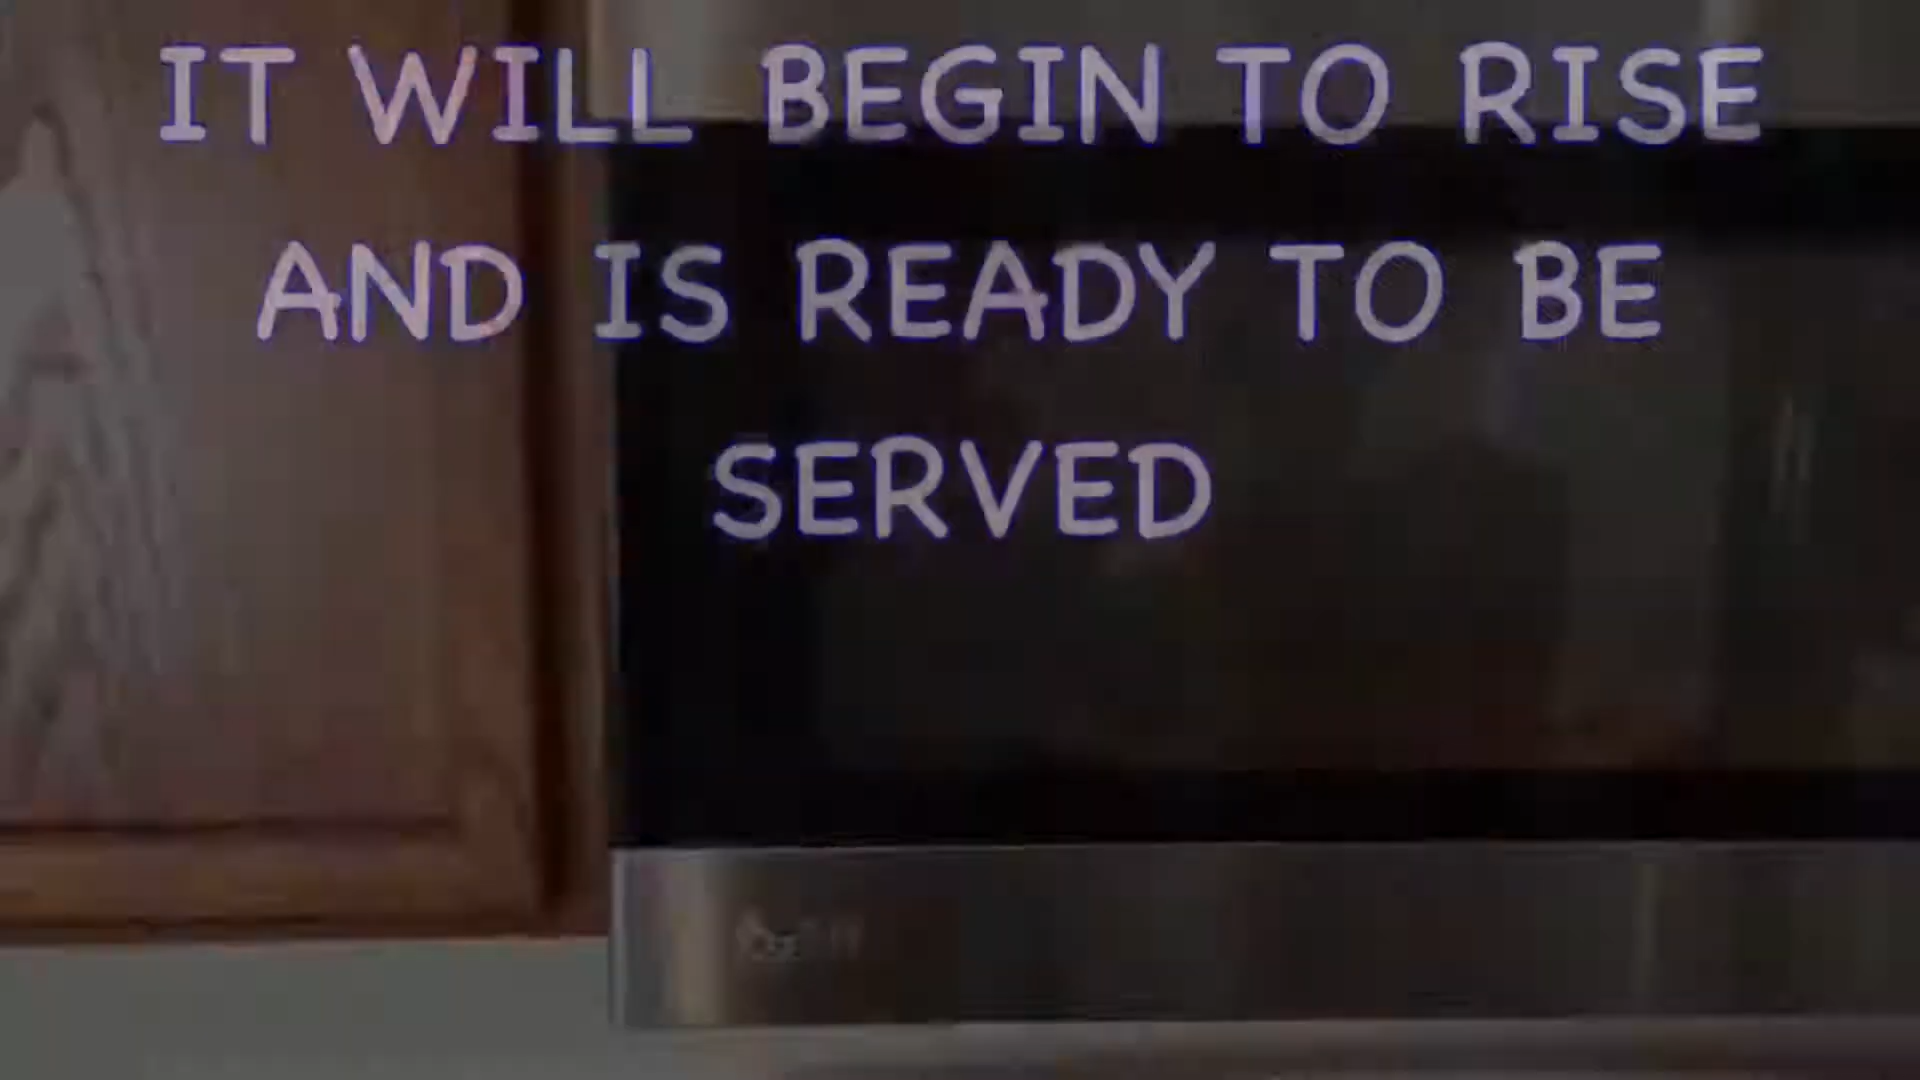 IT WILL BEGIN TO RISE
AND IS READY TO BE
SERVED